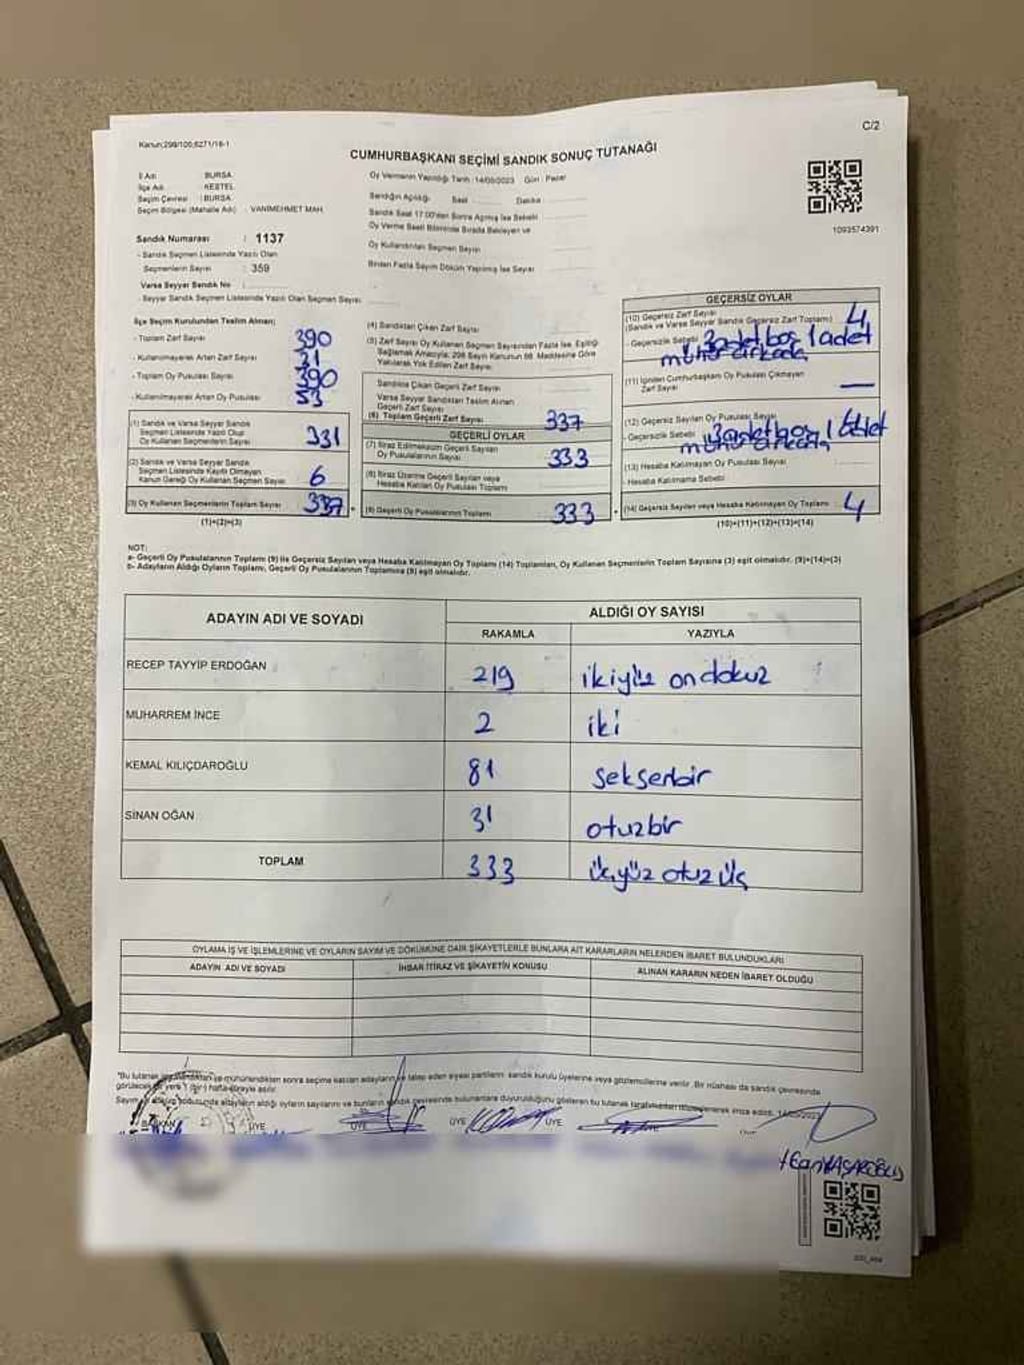 Kanun;298/100,6271/16-1
C/2
CUMHURBAŞKANI SEÇİMİ SANDIK SONUÇ TUTANAĞI
İl Adı : BURSA
İlçe Adı : KESTEL
Seçim Çevresi : BURSA
Seçim Bölgesi (Mahalle Adı) : VANİMEHMET MAH.
Sandık Numarası : 1137
- Sandık Seçmen Listesinde Yazılı Olan
Seçmenlerin Sayısı : 359
Varsa Seyyar Sandık No :
- Seyyar Sandık Seçmen Listesinde Yazılı Olan Seçmen Sayısı
Oy Vermenin Yapıldığı Tarih :14/05/2023 Gün : Pazar
Sandığın Açıldığı: Saat Dakika
Sandık Saat 17.00'den Sonra Açılmış İse Sebebi
Oy Verme Saati Bitiminde Sırada Bekleyen ve
Oy Kullandırılan Seçmen Sayısı
Birden Fazla Sayım Döküm Yapılmış İse Sayısı
1093574391
İlçe Seçim Kurulundan Teslim Alınan;
- Toplam Zarf Sayısı 390
- Kullanılmayarak Artan Zarf Sayısı
- Toplam Oy Pusulası Sayısı 390
- Kullanılmayarak Artan Oy Pusulası 53
(1) Sandık ve Varsa Seyyar Sandık
Seçmen Listesinde Yazılı Olup
Oy Kullanan Seçmenlerin Sayısı 331
(2) Sandık ve Varsa Seyyar Sandık
Seçmen Listesinde Kayıtlı Olmayan
Kanun Gereği Oy Kullanan Seçmen Sayısı 6
(3) Oy Kullanan Seçmenlerin Toplam Sayısı 337
(1)+(2)=(3)
(4) Sandıktan Çıkan Zarf Sayısı
(5) Zarf Sayısı Oy Kullanan Seçmen Sayısından Fazla İse, Eşitliği
Sağlamak Amacıyla; 298 Sayılı Kanunun 98. Maddesine Göre
Yakılarak Yok Edilen Zarf Sayısı
Sandıkta Çıkan Geçerli Zarf Sayısı
Varsa Seyyar Sandıktan Teslim Alınan
Geçerli Zarf Sayısı
(6) Toplam Geçerli Zarf Sayısı 337
GEÇERLİ OYLAR
(7) İtiraz Edilmeksizin Geçerli Sayılan
Oy Pusulalarının Sayısı 333
(8) İtiraz Üzerine Geçerli Sayılan veya
Hesaba Katılan Oy Pusulası Toplamı
(9) Geçerli Oy Pusulalarının Toplamı 333
GEÇERSİZ OYLAR
(10) Geçersiz Zarf Sayısı
(Sandık ve Varsa Seyyar Sandık Geçersiz Zarf Toplamı) 4
- Geçersizlik Sebebi 3 adet boş 1 adet
mühür arkada
(11) İçinden Cumhurbaşkanı Oy Pusulası Çıkmayan
Zarf Sayısı —
(12) Geçersiz Sayılan Oy Pusulası Sayısı
- Geçersizlik Sebebi 3 adet boş 1 adet
mühür arkada
(13) Hesaba Katılmayan Oy Pusulası Sayısı
- Hesaba Katılmama Sebebi
(14) Geçersiz Sayılan veya Hesaba Katılmayan Oy Toplamı 4
(10)+(11)+(12)+(13)=(14)
NOT:
a- Geçerli Oy Pusulalarının Toplamı (9) ile Geçersiz Sayılan veya Hesaba Katılmayan Oy Toplamı (14) Toplamları, Oy Kullanan Seçmenlerin Toplam Sayısına (3) eşit olmalıdır. (9)+(14)=(3)
b- Adayların Aldığı Oyların Toplamı, Geçerli Oy Pusulalarının Toplamına (9) eşit olmalıdır.
ADAYIN ADI VE SOYADI ALDIĞI OY SAYISI
RAKAMLA YAZIYLA
RECEP TAYYİP ERDOĞAN 219 ikiyüz ondokuz
MUHARREM İNCE 2 iki
KEMAL KILIÇDAROĞLU 81 seksenbir
SİNAN OĞAN 31 otuzbir
TOPLAM 333 üçyüz otuz üç
OYLAMA İŞ VE İŞLEMLERİNE VE OYLARIN SAYIM VE DÖKÜMÜNE DAİR ŞİKAYETLERLE BUNLARA AİT KARARLARIN NELERDEN İBARET BULUNDUKLARI
ADAYIN ADI VE SOYADI İHBAR İTİRAZ VE ŞİKAYETİN KONUSU ALINAN KARARIN NEDEN İBARET OLDUĞU
*Bu tutanak ve mühürlendikten sonra seçime katılan adayların ve talep eden siyasi partilerin sandık kurulu üyelerine veya gözlemcilerine verilir. Bir nüshası da sandık çevresinde
görülecek bir yere 1 (bir) hafta süreyle asılır.
adayların aldığı oyların sayılarını ve bunların sandık çevresinde bulunanlara duyurulduğunu gösteren bu tutanak tarafımızdan düzenlenerek imza edildi.
BAŞKAN ÜYE ÜYE ÜYE ÜYE ÜYE